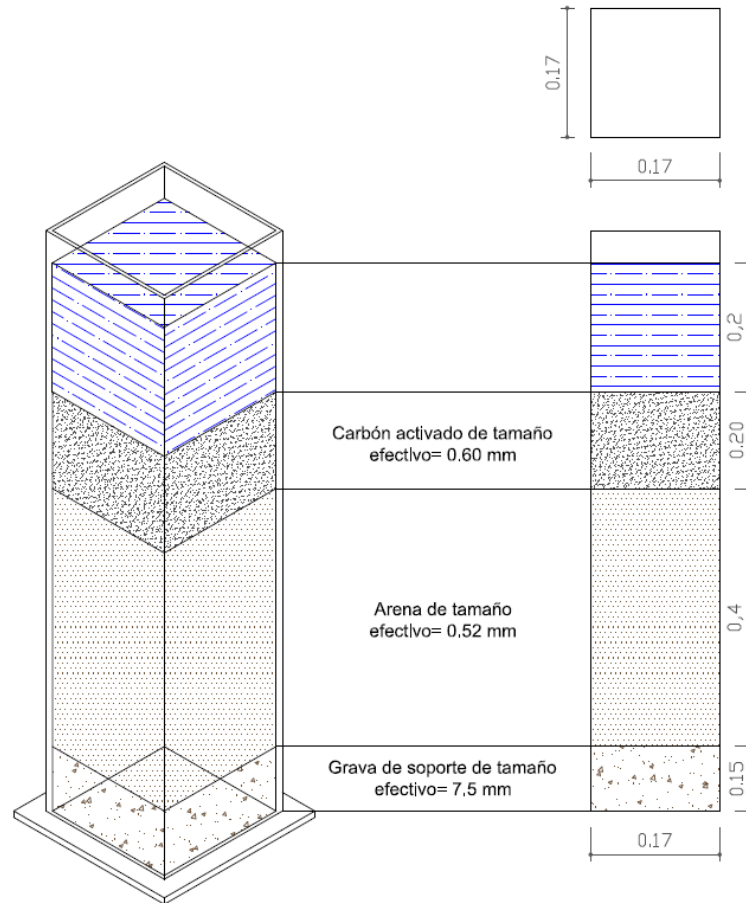 0.17
0.17
0,2
Carbón activado de tamaño
efectivo= 0.60 mm
0.20
Arena de tamaño
efectivo= 0.52 mm
0,4
Grava de soporte de tamaño
efectivo= 7.5 mm
0.15
0.17